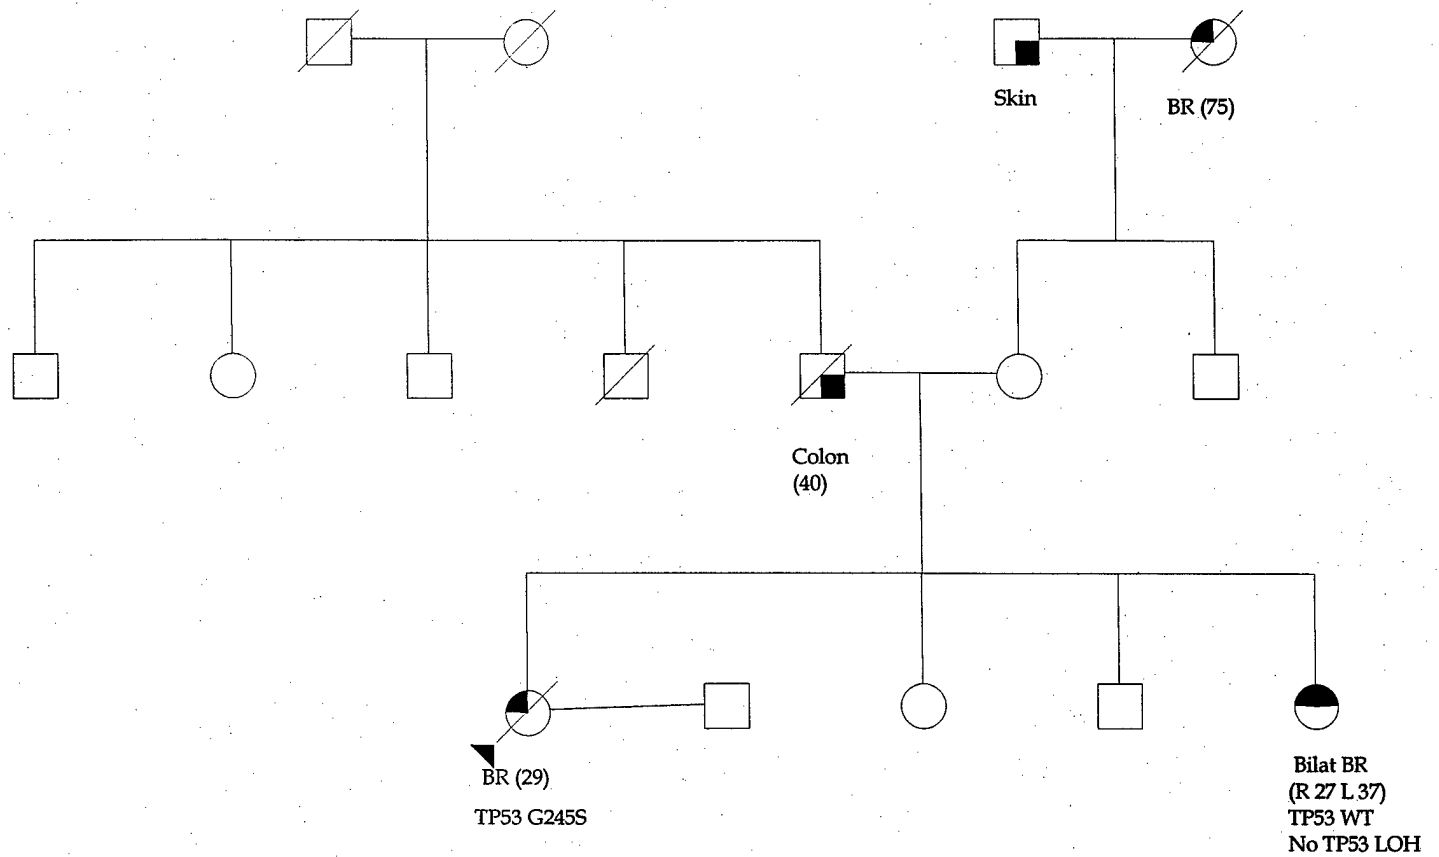 Skin
BR (75)
Colon
(40)
BR (29)
TP53 G245S
Bilat BR
(R 27 L 37)
TP53 WT
No TP53 LOH